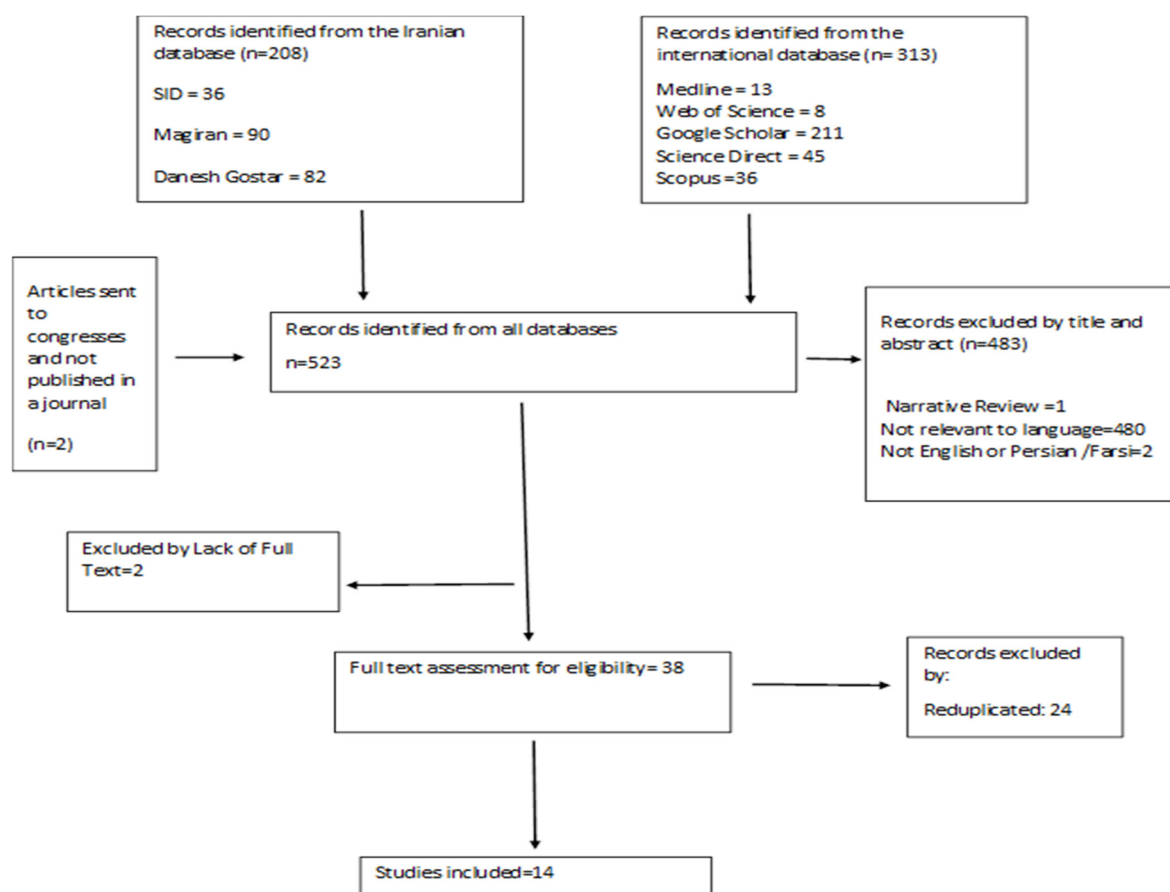 Records identified from the Iranian
database (n=208)
SID = 36
Magiran = 90
Danesh Gostar = 82
Records identified from the
international database (n= 313)
Medline = 13
Web of Science = 8
Google Scholar = 211
Science Direct = 45
Scopus =36
Articles sent
to
congresses
and not
published in
a journal
(n=2)
Records identified from all databases
n=523
Records excluded by title and
abstract (n=483)
Narrative Review =1
Not relevant to language=480
Not English or Persian /Farsi=2
Excluded by Lack of Full
Text=2
Full text assessment for eligibility= 38
Records excluded
by:
Reduplicated: 24
Studies included=14